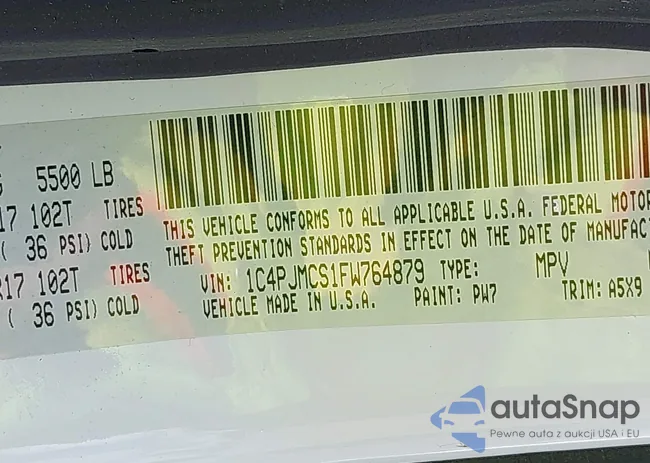 5500 LB
17 102T TIRES
( 36 PSI) COLD
R17 102T TIRES
( 36 PSI) COLD
THIS VEHICLE CONFORMS TO ALL APPLICABLE U.S.A. FEDERAL MOTOR
THEFT PREVENTION STANDARDS IN EFFECT ON THE DATE OF MANUFACT
VIN: 1C4PJMCS1FW764879 TYPE: MPV
VEHICLE MADE IN U.S.A. PAINT: PW7 TRIM: A5X9
autaSnap
Pewne auta z aukcji USA i EU